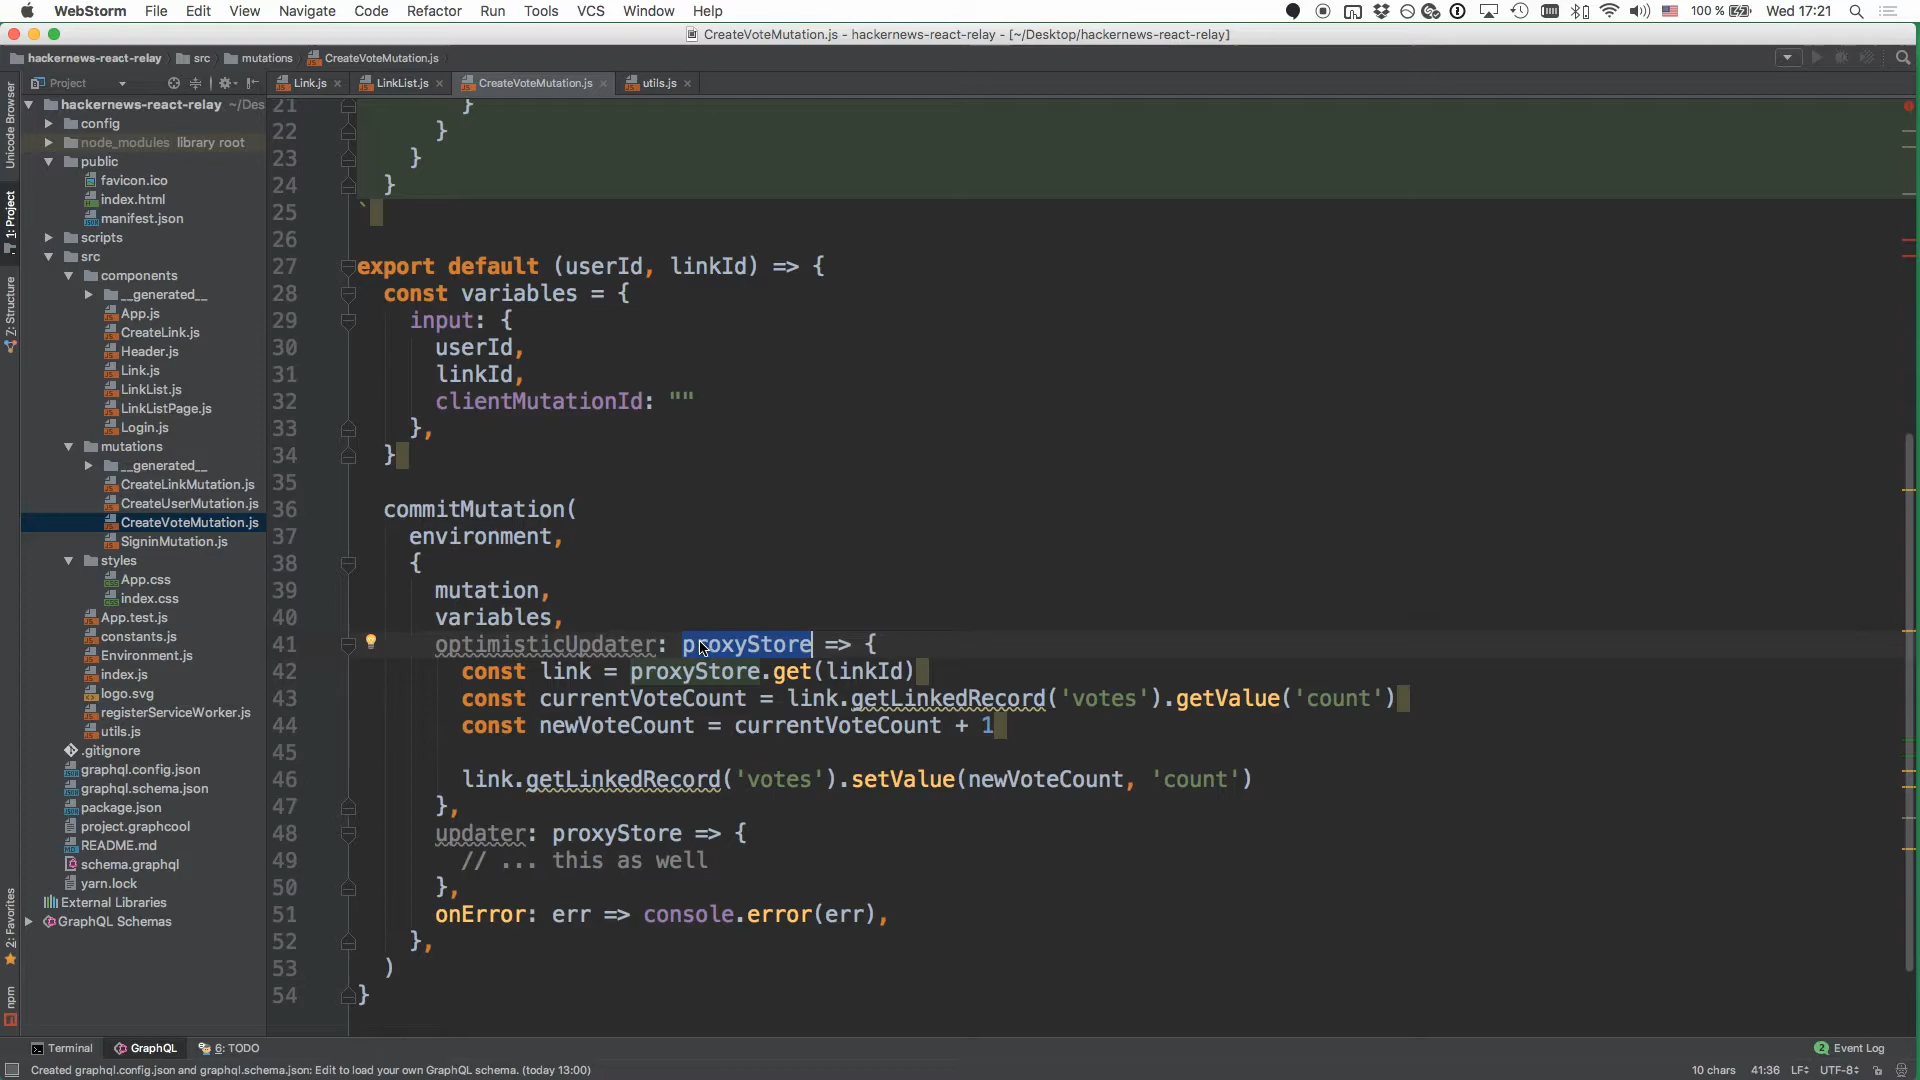 WebStorm File Edit View Navigate Code Refactor Run Tools VCS Window Help 100 % Wed 17:21
CreateVoteMutation.js - hackernews-react-relay - [~/Desktop/hackernews-react-relay]
hackernews-react-relay src mutations CreateVoteMutation.js
Project
Link.js LinkList.js CreateVoteMutation.js utils.js
Unicode Browser
1: Project
7: Structure
2: Favorites
npm
hackernews-react-relay ~/Des
config
node_modules library root
public
favicon.ico
index.html
manifest.json
scripts
src
components
__generated__
App.js
CreateLink.js
Header.js
Link.js
LinkList.js
LinkListPage.js
Login.js
mutations
__generated__
CreateLinkMutation.js
CreateUserMutation.js
CreateVoteMutation.js
SigninMutation.js
styles
App.css
index.css
App.test.js
constants.js
Environment.js
index.js
logo.svg
registerServiceWorker.js
utils.js
.gitignore
graphql.config.json
graphql.schema.json
package.json
project.graphcool
README.md
schema.graphql
yarn.lock
External Libraries
GraphQL Schemas
21 }
22 }
23 }
24 }
25 `
26
27 export default (userId, linkId) => {
28 const variables = {
29 input: {
30 userId,
31 linkId,
32 clientMutationId: ""
33 },
34 }
35
36 commitMutation(
37 environment,
38 {
39 mutation,
40 variables,
41 optimisticUpdater: proxyStore => {
42 const link = proxyStore.get(linkId)
43 const currentVoteCount = link.getLinkedRecord('votes').getValue('count')
44 const newVoteCount = currentVoteCount + 1
45
46 link.getLinkedRecord('votes').setValue(newVoteCount, 'count')
47 },
48 updater: proxyStore => {
49 // ... this as well
50 },
51 onError: err => console.error(err),
52 },
53 )
54 }
Terminal GraphQL 6: TODO 2 Event Log
Created graphql.config.json and graphql.schema.json: Edit to load your own GraphQL schema. (today 13:00) 10 chars 41:36 LF÷ UTF-8÷